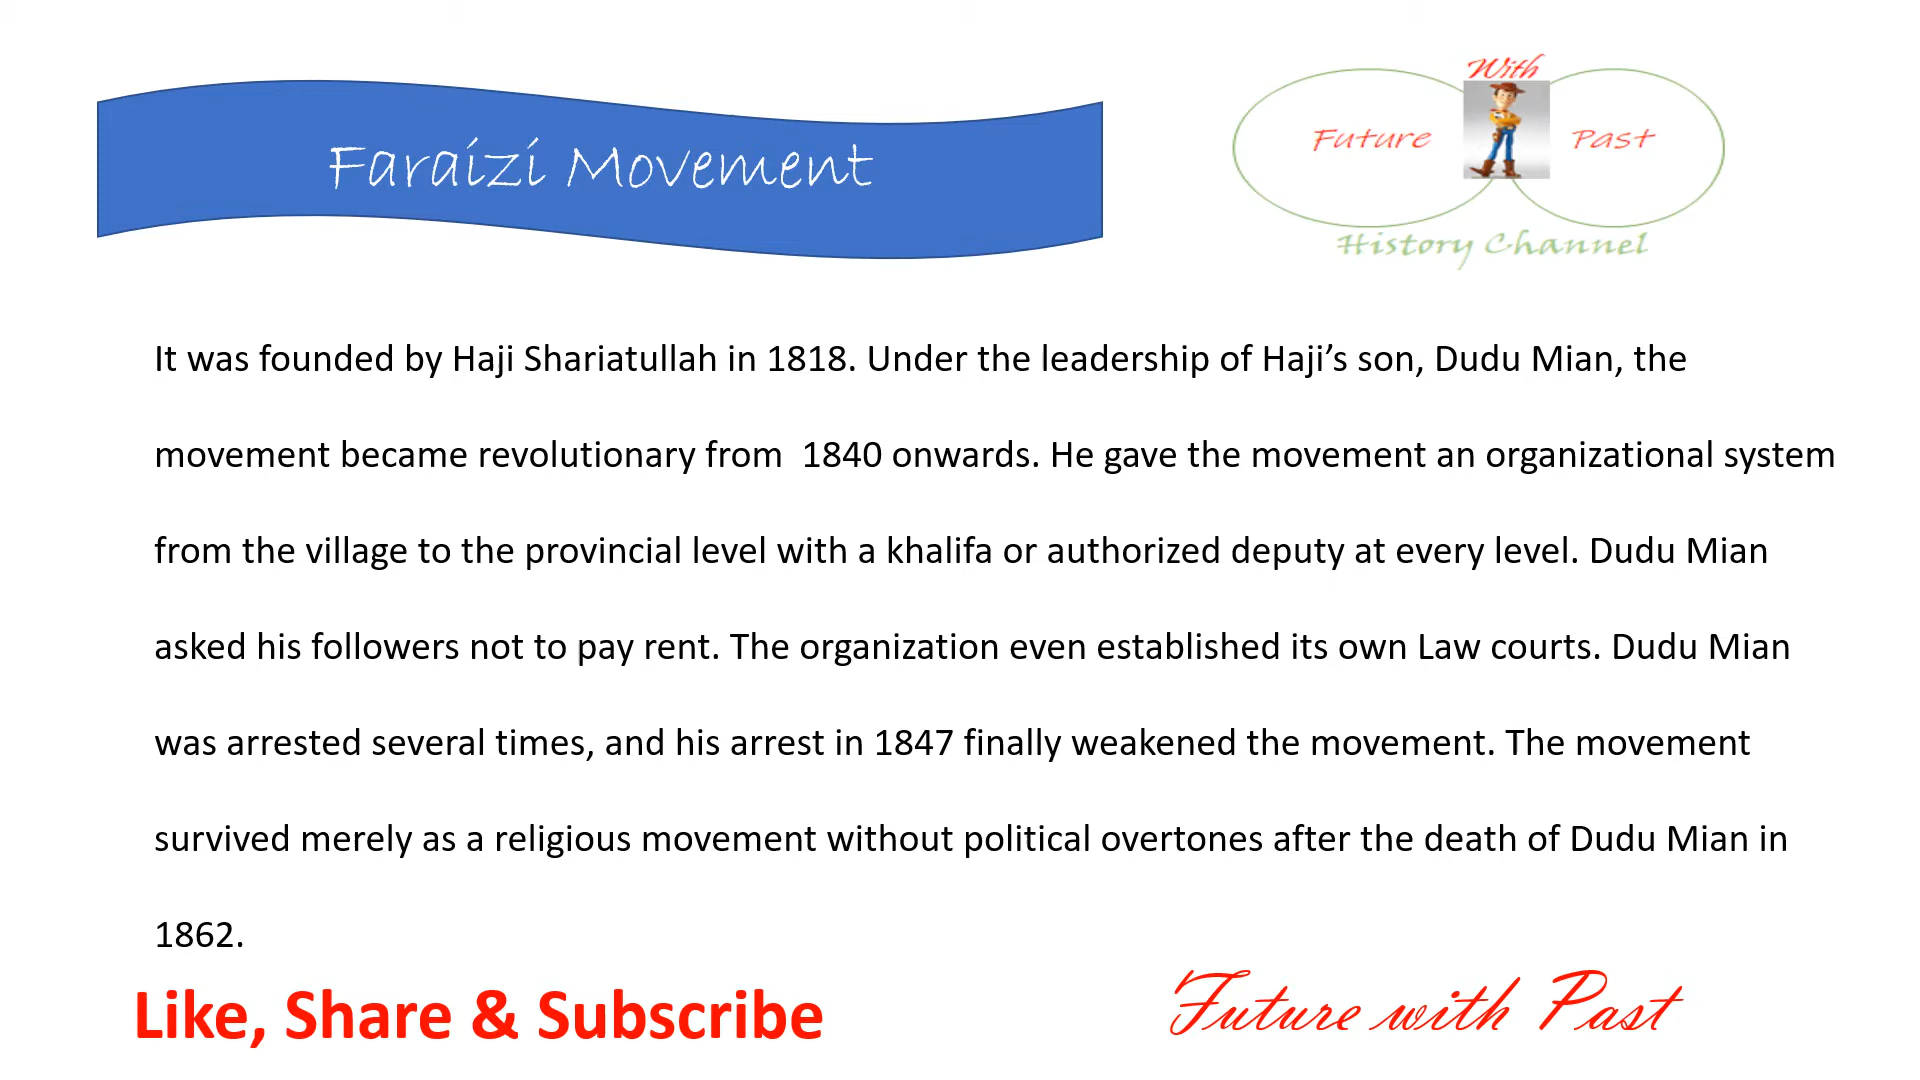 With
Future Past
History Channel
Faraizi Movement
It was founded by Haji Shariatullah in 1818. Under the leadership of Haji’s son, Dudu Mian, the
movement became revolutionary from  1840 onwards. He gave the movement an organizational system
from the village to the provincial level with a khalifa or authorized deputy at every level. Dudu Mian
asked his followers not to pay rent. The organization even established its own Law courts. Dudu Mian
was arrested several times, and his arrest in 1847 finally weakened the movement. The movement
survived merely as a religious movement without political overtones after the death of Dudu Mian in
1862.
Like, Share & Subscribe
Future with Past